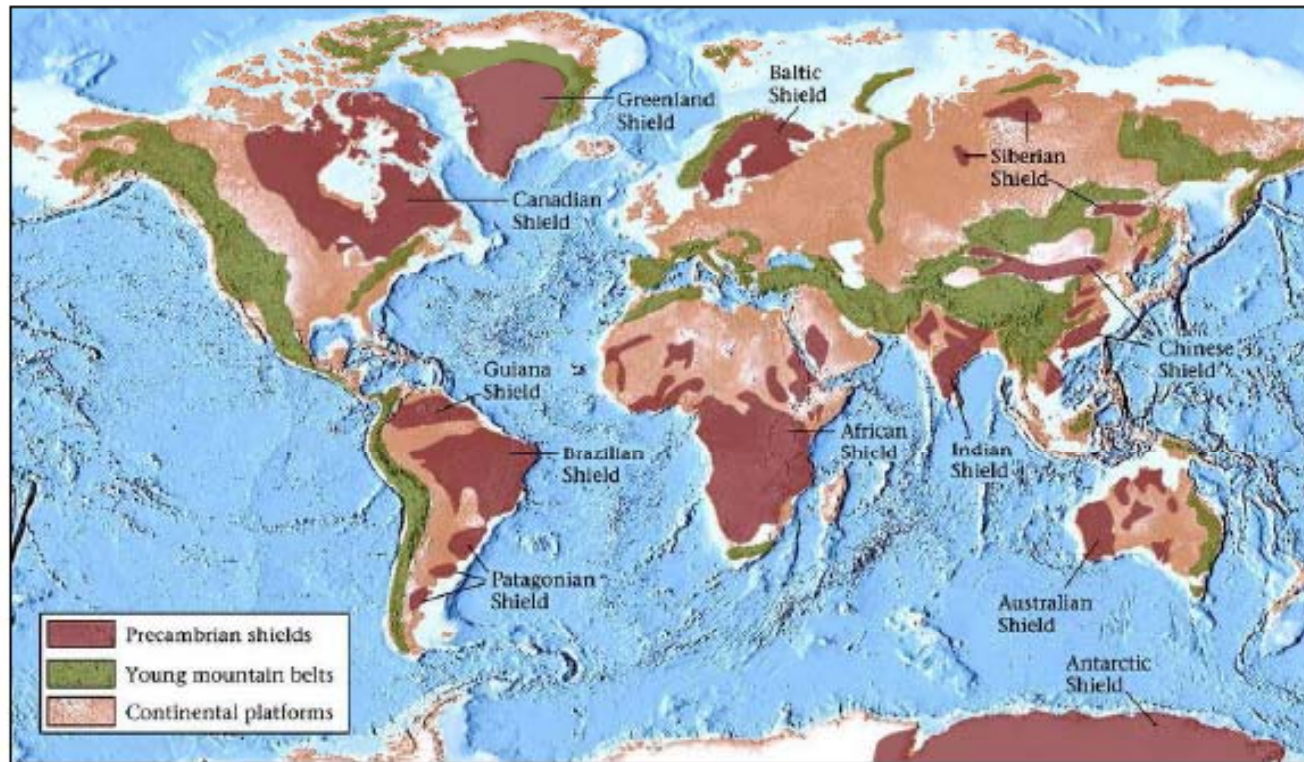 Baltic
Shield
Greenland
Shield
Siberian
Shield
Canadian
Shield
Chinese
Shield
Guiana
Shield
African
Shield
Indian
Shield
Brazilian
Shield
Patagonian
Shield
Australian
Shield
Antarctic
Shield
Precambrian shields
Young mountain belts
Continental platforms